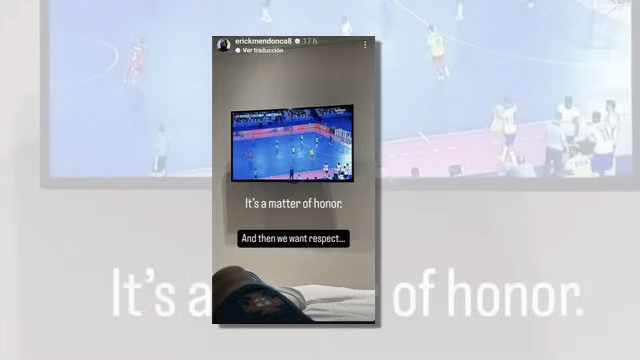 erickmendonca8 17 h
Ver traducción
It's a matter of honor.
And then we want respect...
It's a
of honor.